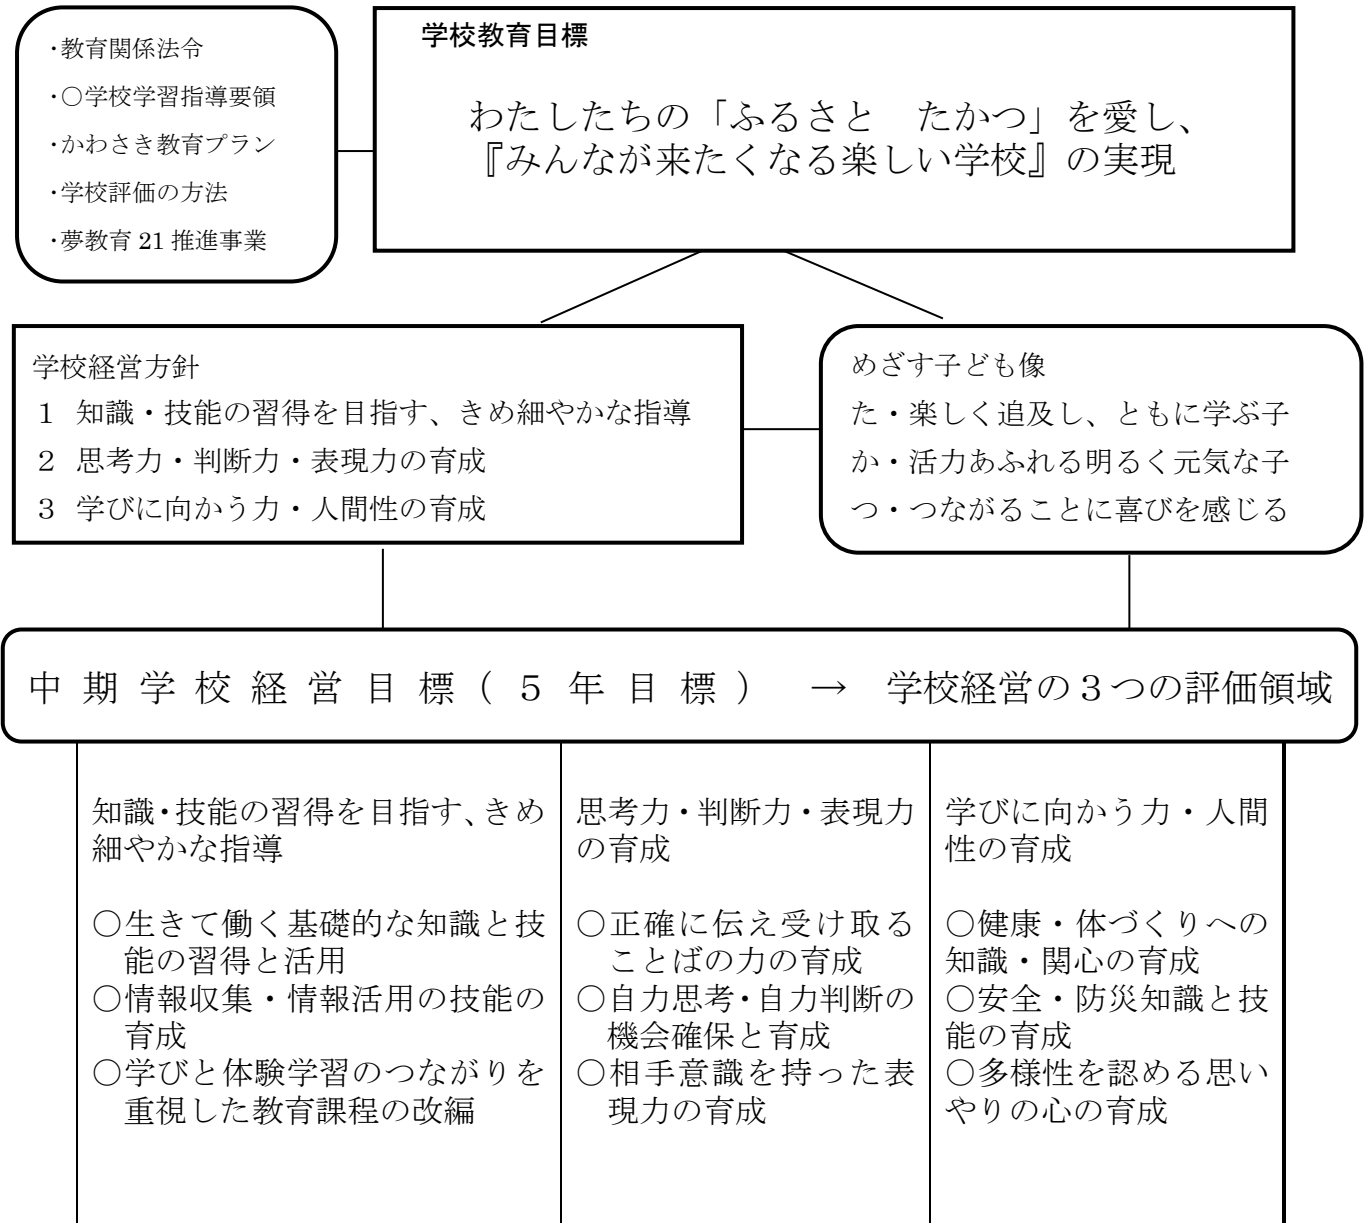 ・教育関係法令
・○学校学習指導要領
・かわさき教育プラン
・学校評価の方法
・夢教育 21 推進事業
学校教育目標
わたしたちの「ふるさと　たかつ」を愛し、
『みんなが来たくなる楽しい学校』の実現
学校経営方針
１ 知識・技能の習得を目指す、きめ細やかな指導
２ 思考力・判断力・表現力の育成
３ 学びに向かう力・人間性の育成
めざす子ども像
た・楽しく追及し、ともに学ぶ子
か・活力あふれる明るく元気な子
つ・つながることに喜びを感じる
中 期 学 校 経 営 目 標 （ ５ 年 目 標 ）　→　学校経営の３つの評価領域
知識・技能の習得を目指す、きめ
細やかな指導
○生きて働く基礎的な知識と技
能の習得と活用
○情報収集・情報活用の技能の
育成
○学びと体験学習のつながりを
重視した教育課程の改編
思考力・判断力・表現力
の育成
○正確に伝え受け取る
ことばの力の育成
○自力思考・自力判断の
機会確保と育成
○相手意識を持った表
現力の育成
学びに向かう力・人間
性の育成
○健康・体づくりへの
知識・関心の育成
○安全・防災知識と技
能の育成
○多様性を認める思い
やりの心の育成